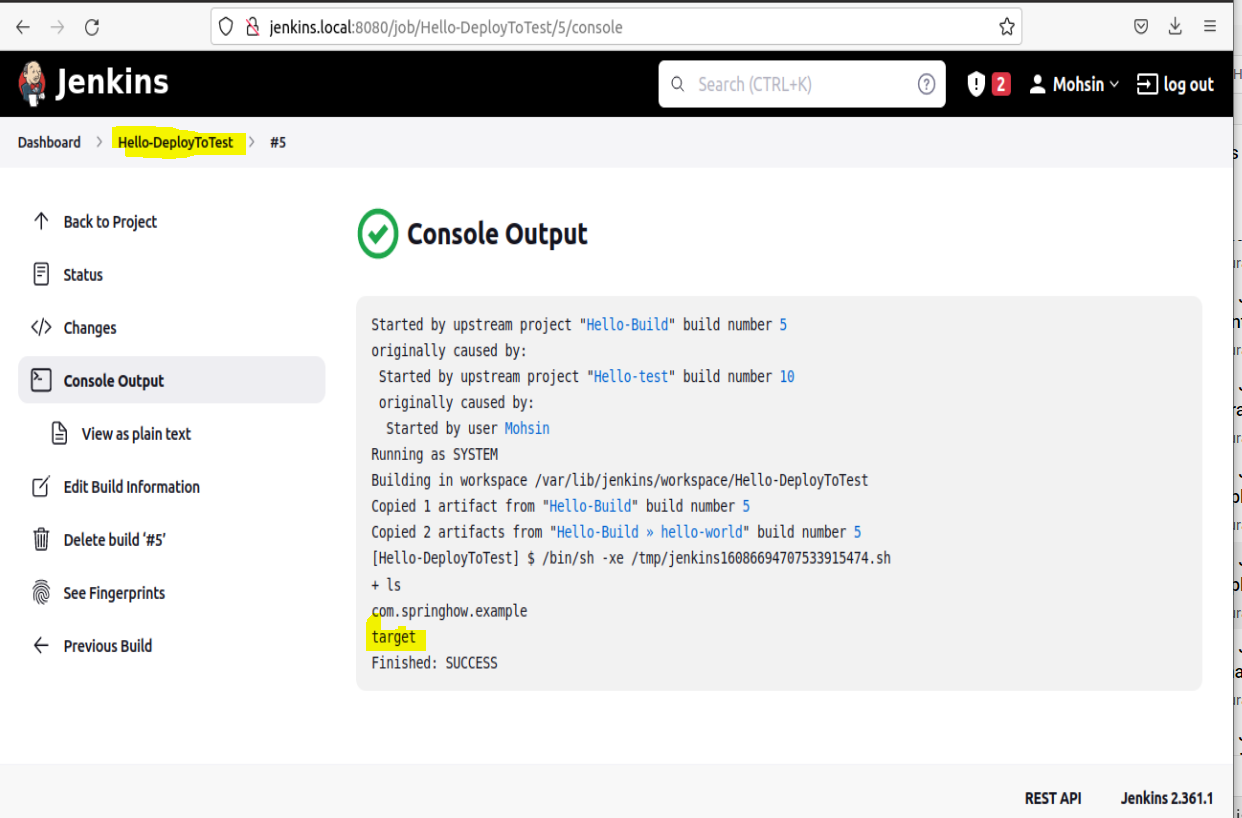 jenkins.local:8080/job/Hello-DeployToTest/5/console
Jenkins
Search (CTRL+K)
2
Mohsin
log out
Dashboard
Hello-DeployToTest
#5
Back to Project
Status
Changes
Console Output
View as plain text
Edit Build Information
Delete build ‘#5’
See Fingerprints
Previous Build
Console Output
Started by upstream project "Hello-Build" build number 5
originally caused by:
Started by upstream project "Hello-test" build number 10
originally caused by:
Started by user Mohsin
Running as SYSTEM
Building in workspace /var/lib/jenkins/workspace/Hello-DeployToTest
Copied 1 artifact from "Hello-Build" build number 5
Copied 2 artifacts from "Hello-Build » hello-world" build number 5
[Hello-DeployToTest] $ /bin/sh -xe /tmp/jenkins16086694707533915474.sh
+ ls
com.springhow.example
target
Finished: SUCCESS
REST API
Jenkins 2.361.1